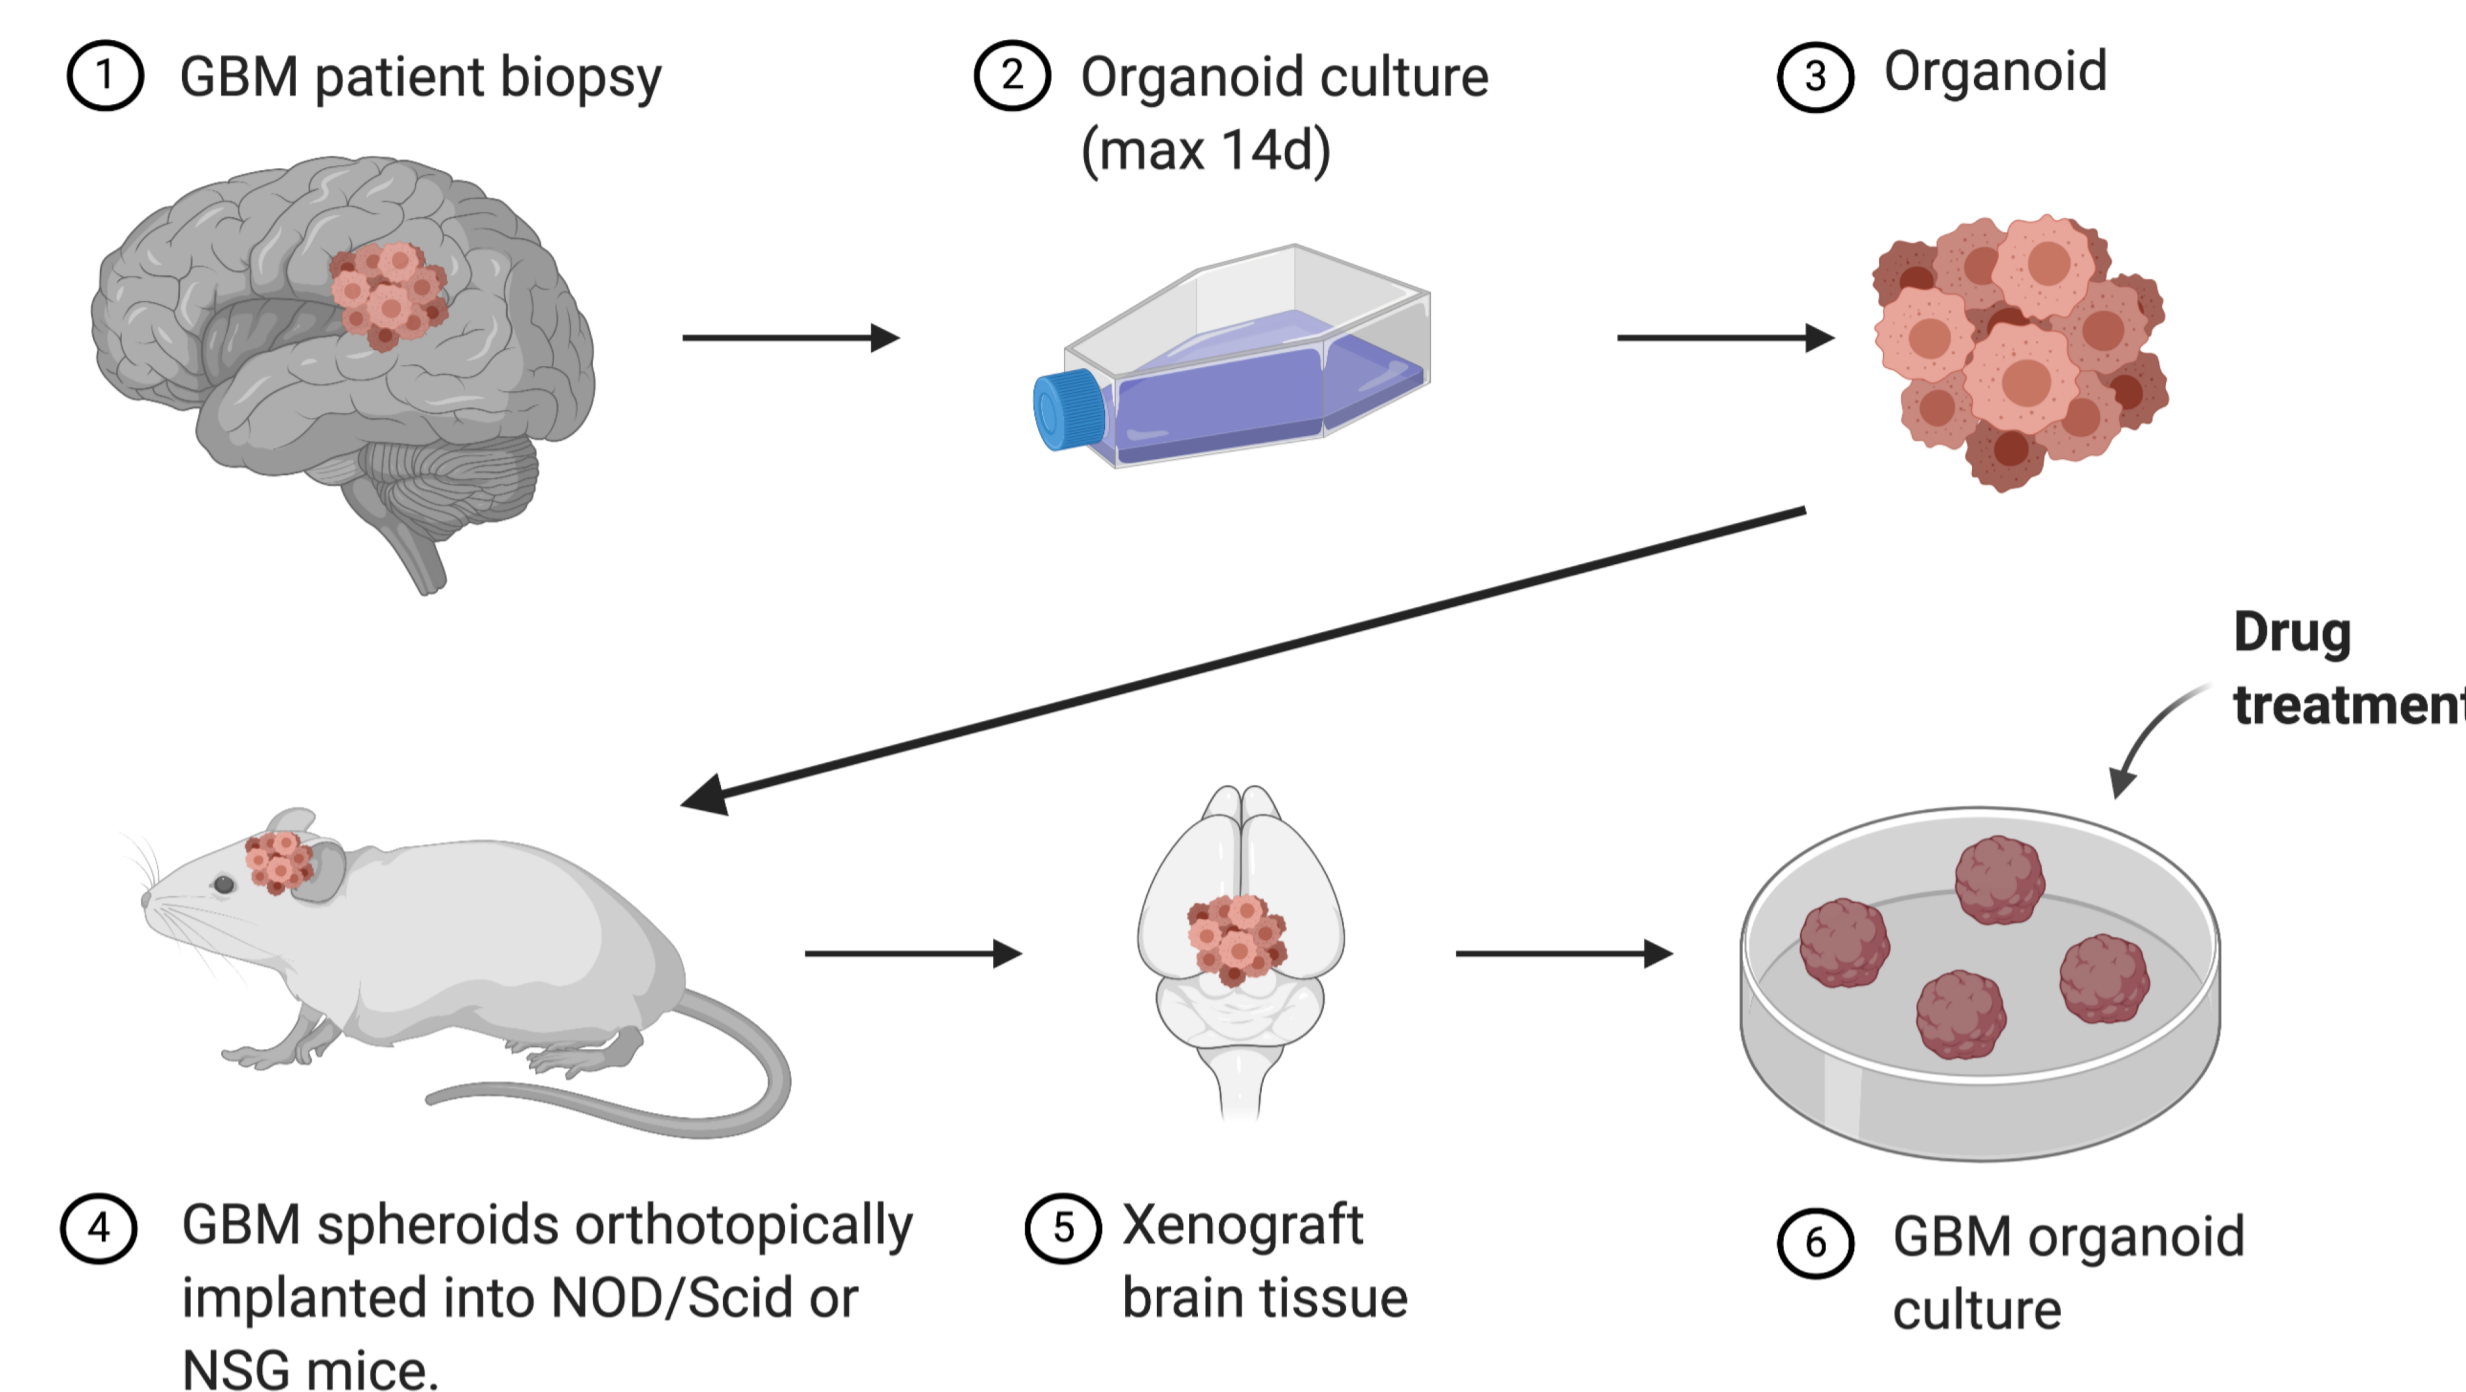 1 GBM patient biopsy
2 Organoid culture
(max 14d)
3 Organoid
Drug
treatment
4 GBM spheroids orthotopically
implanted into NOD/Scid or
NSG mice.
5 Xenograft
brain tissue
6 GBM organoid
culture